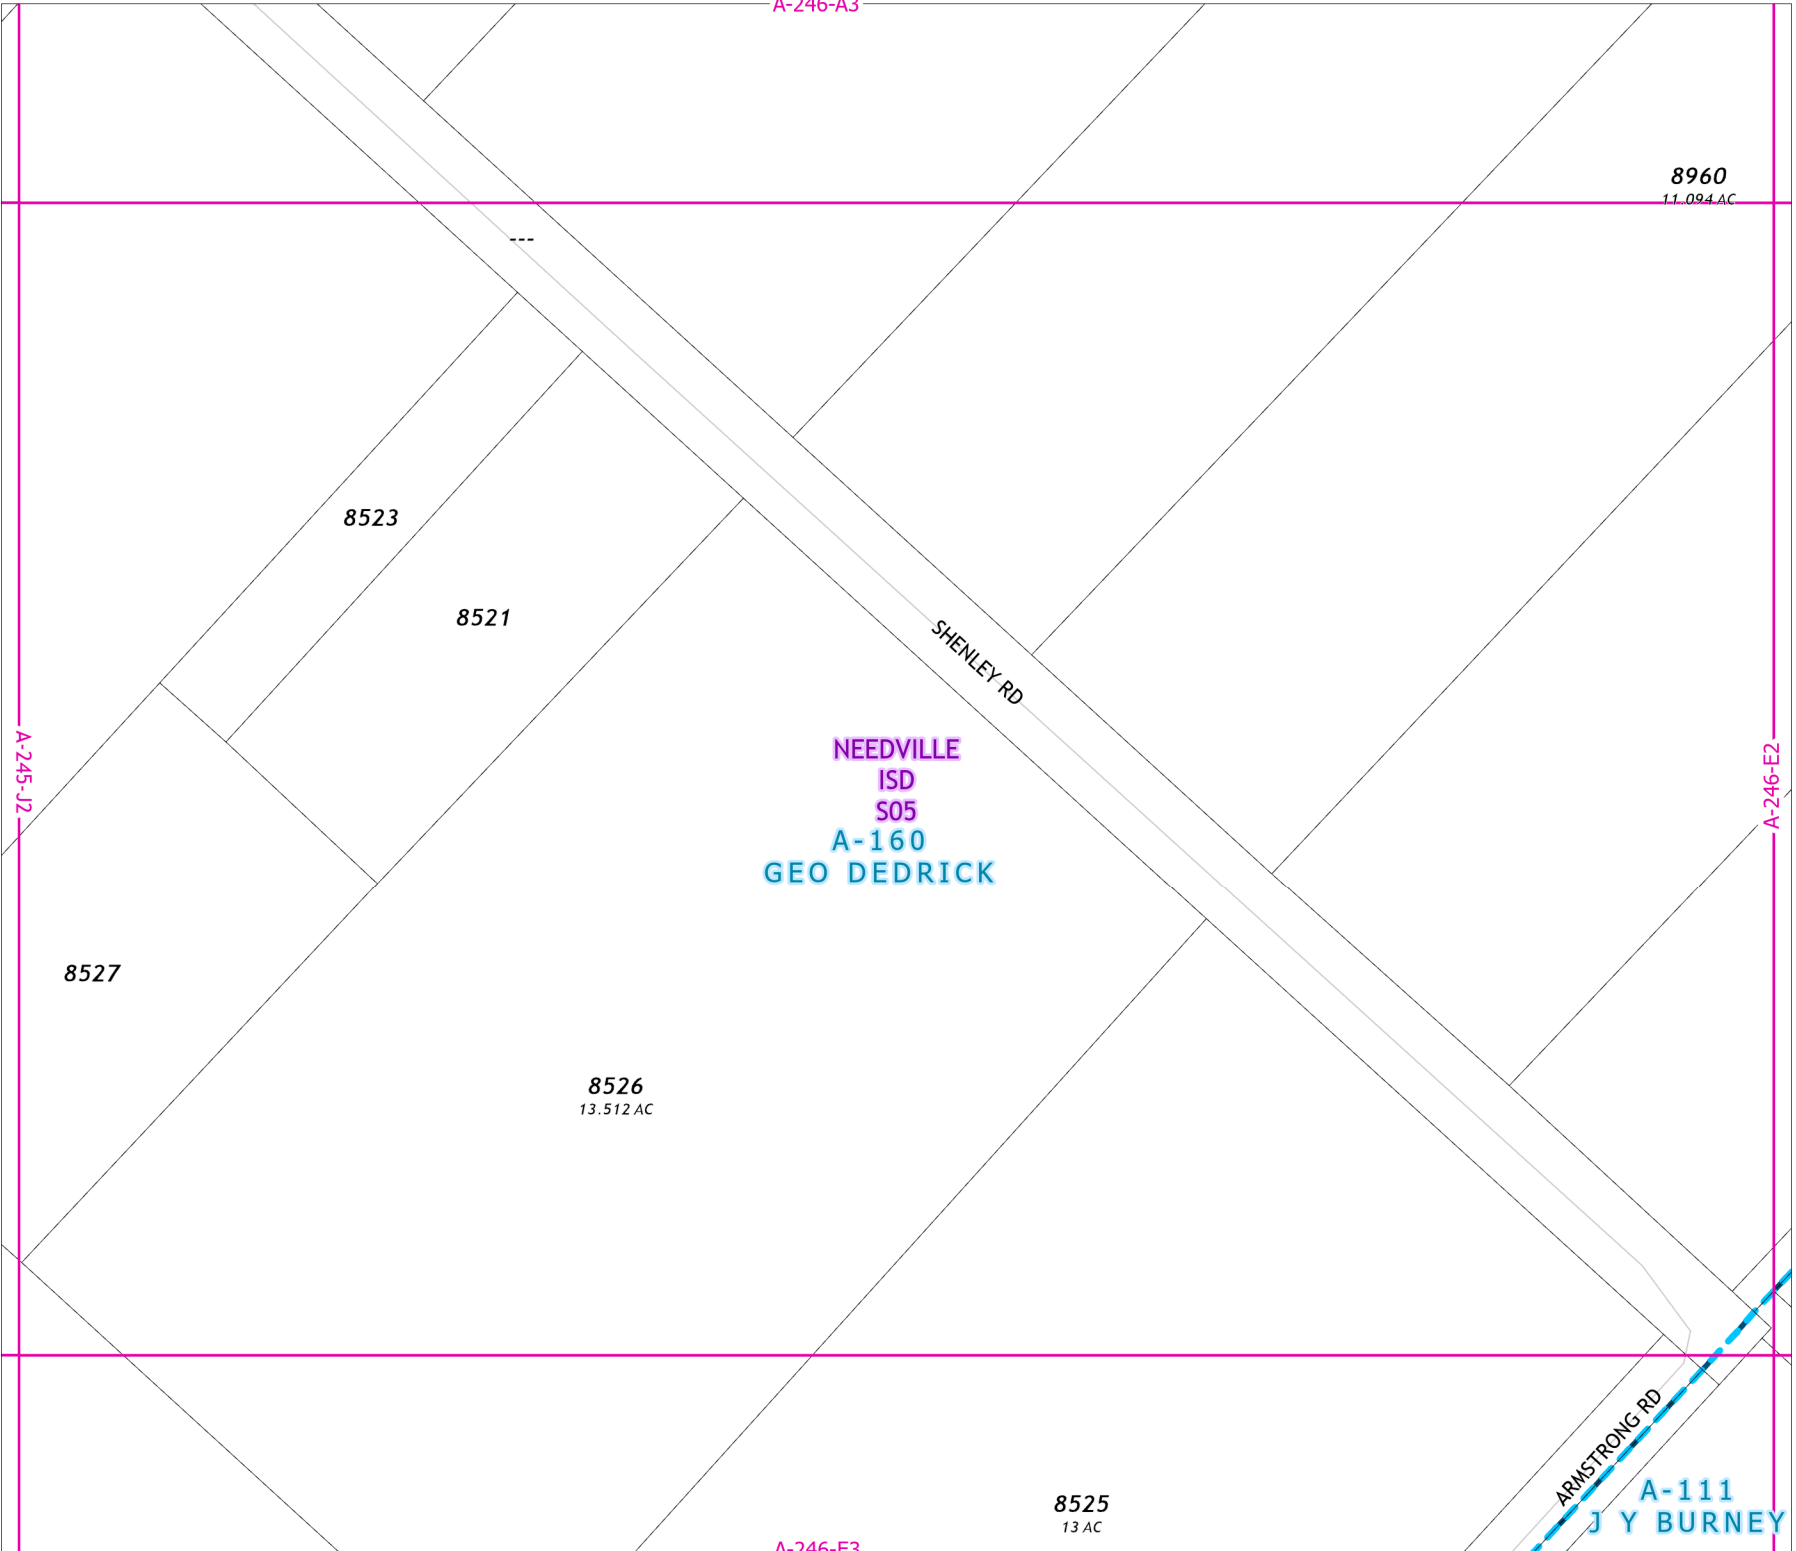 A-246-A3
8960
11.094 AC
---
8523
8521
SHENLEY RD
NEEDVILLE
ISD
S05
A-160
GEO DEDRICK
A-245-J2
A-246-E2
8527
8526
13.512 AC
ARMSTRONG RD
A-111
J Y BURNEY
8525
13 AC
A-246-E3